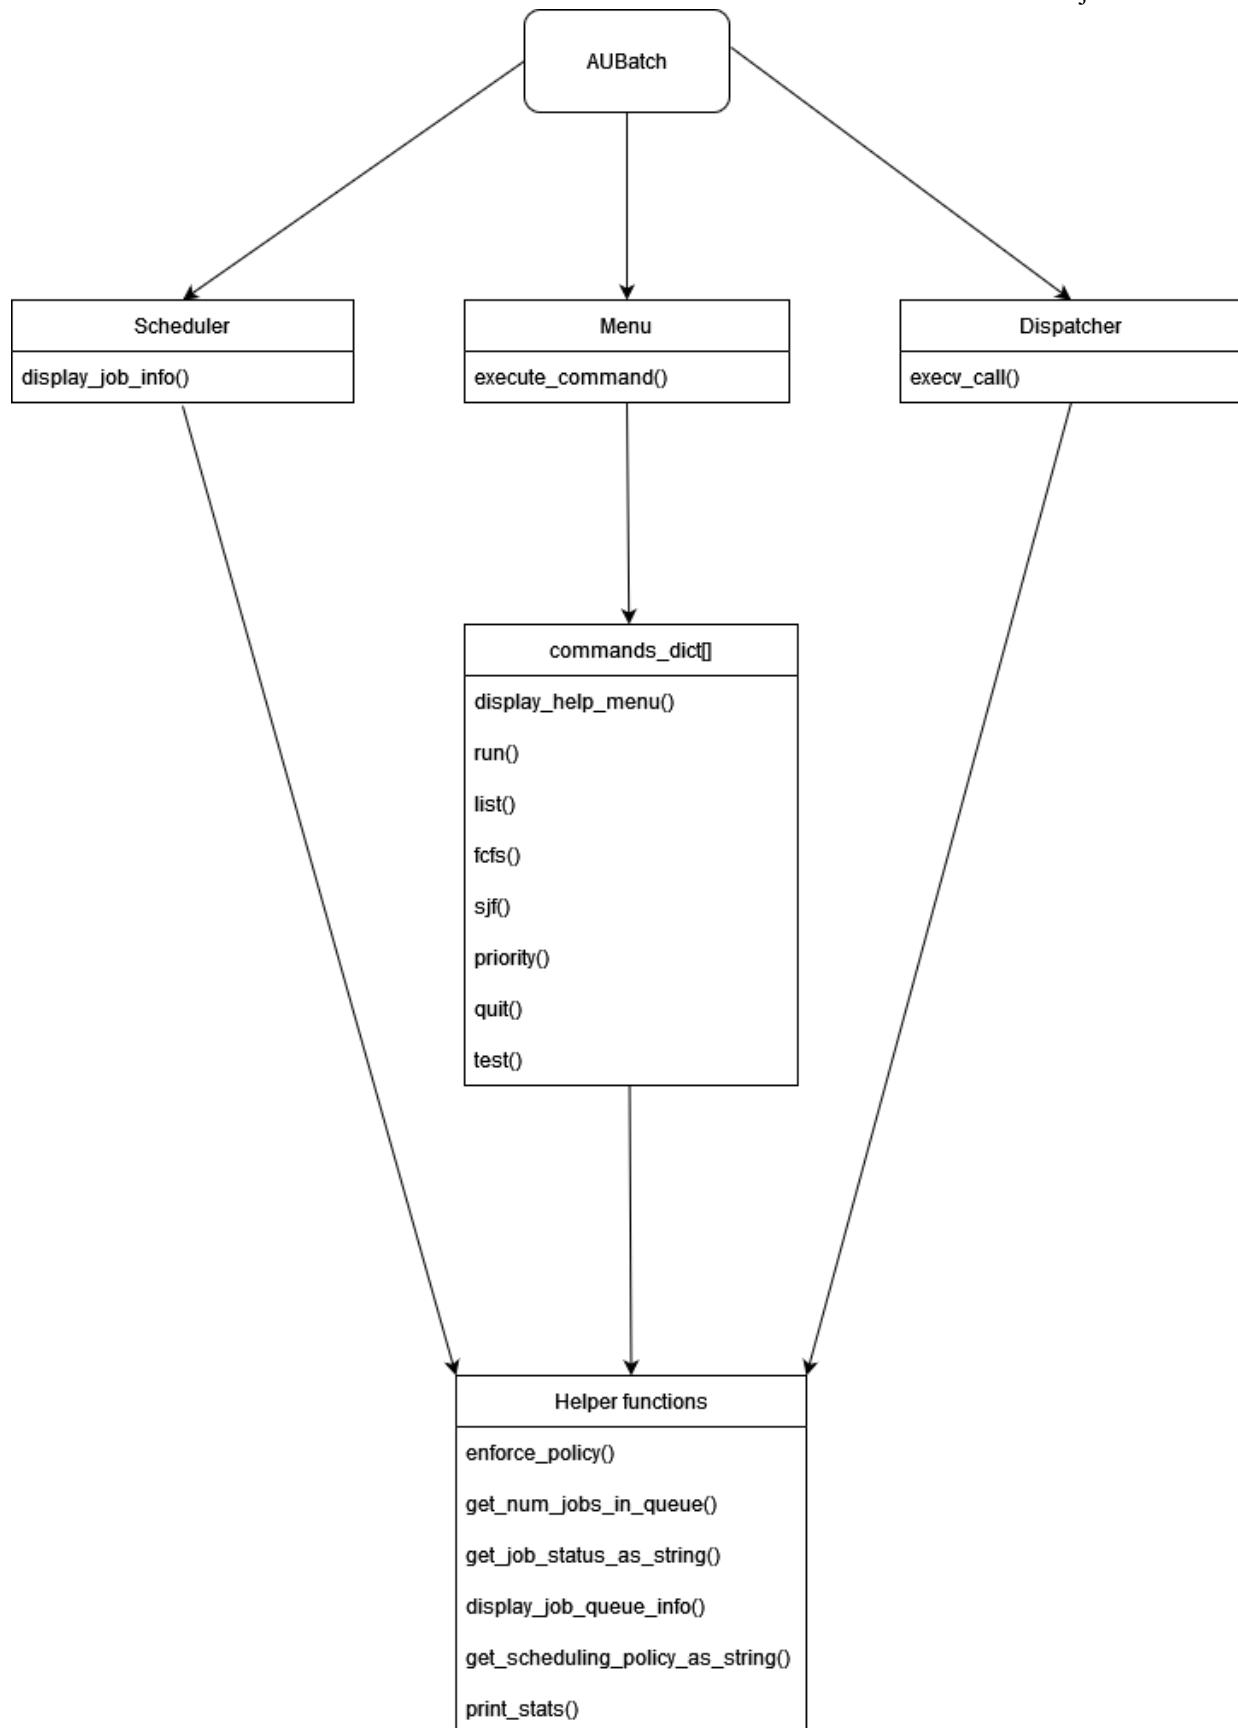 AUBatch
Scheduler
display_job_info()
Menu
execute_command()
Dispatcher
execv_call()
commands_dict[]
display_help_menu()
run()
list()
fcfs()
sjf()
priority()
quit()
test()
Helper functions
enforce_policy()
get_num_jobs_in_queue()
get_job_status_as_string()
display_job_queue_info()
get_scheduling_policy_as_string()
print_stats()